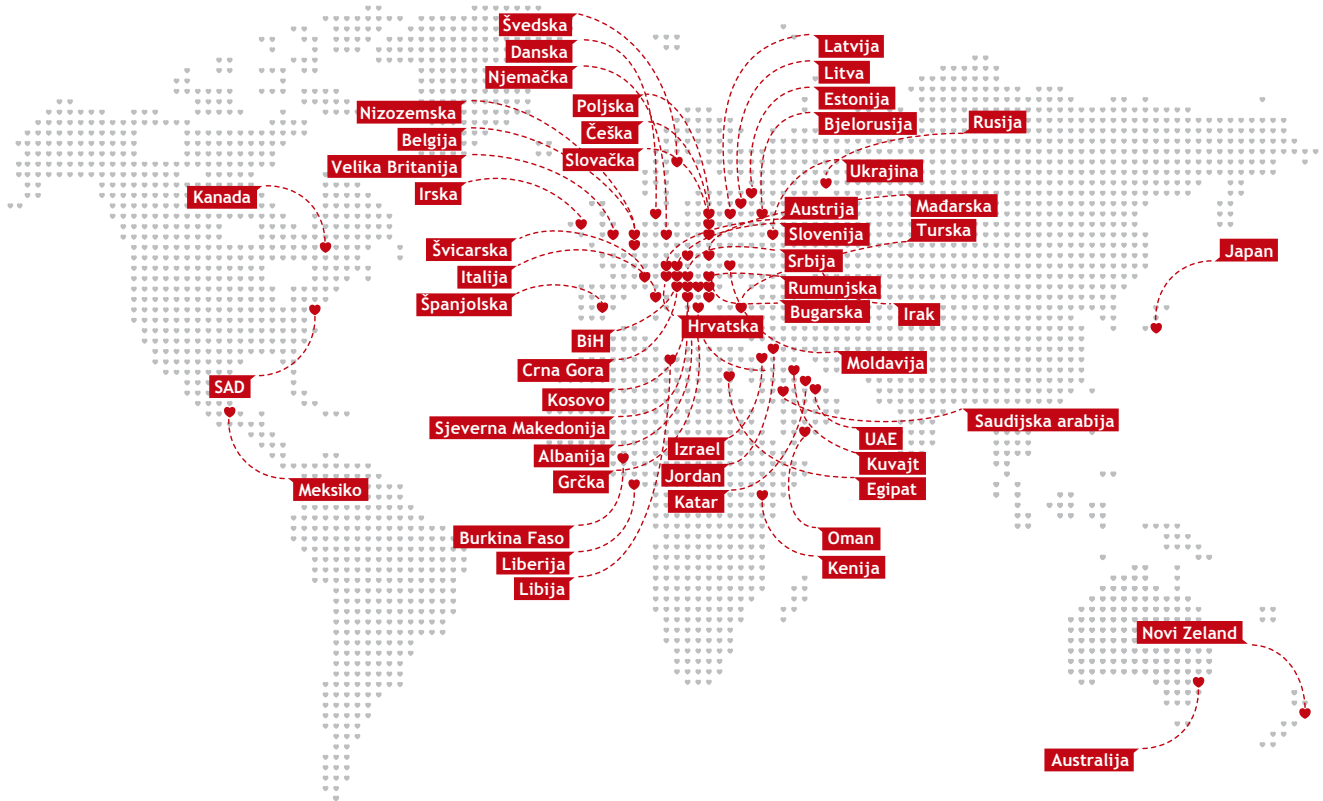 Švedska
Danska
Njemačka
Nizozemska
Belgija
Velika Britanija
Irska
Kanada
Poljska
Češka
Slovačka
Latvija
Litva
Estonija
Bjelorusija
Rusija
Ukrajina
Austrija
Mađarska
Slovenija
Turska
Srbija
Rumunjska
Bugarska
Irak
Japan
Švicarska
Italija
Španjolska
Hrvatska
BiH
Crna Gora
Kosovo
Sjeverna Makedonija
Albanija
Grčka
SAD
Meksiko
Moldavija
Saudijska arabija
Izrael
Jordan
Katar
UAE
Kuvajt
Egipat
Burkina Faso
Liberija
Libija
Oman
Kenija
Novi Zeland
Australija